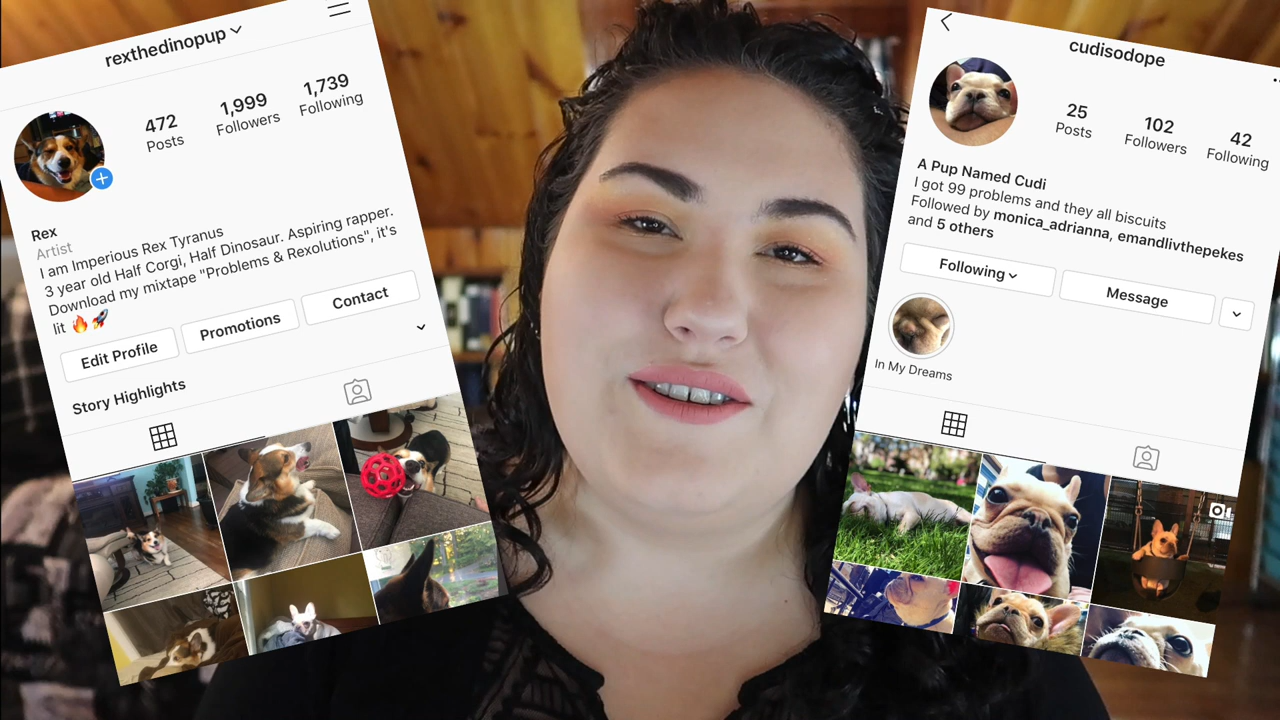 rexthedinopup
472
Posts
1,999
Followers
1,739
Following
Rex
Artist
I am Imperious Rex Tyranus
3 year old Half Corgi, Half Dinosaur. Aspiring rapper.
Download my mixtape "Problems & Rexolutions", it's
lit 🔥🚀
Edit Profile
Promotions
Contact
Story Highlights
cudisodope
25
Posts
102
Followers
42
Following
A Pup Named Cudi
I got 99 problems and they all biscuits
Followed by monica_adrianna, emandlivthepekes
and 5 others
Following
Message
In My Dreams